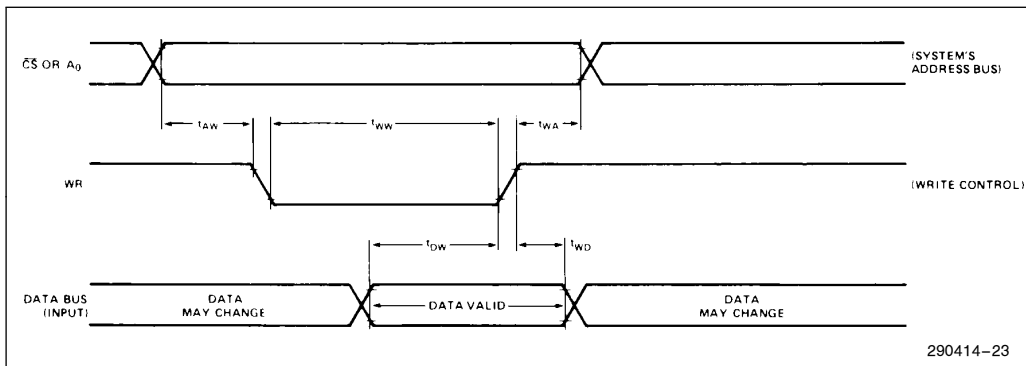 C̅S̅ OR A₀
(SYSTEM'S
ADDRESS BUS)
tAW
tWW
tWA
WR
(WRITE CONTROL)
tDW
tWD
DATA BUS
(INPUT)
DATA
MAY CHANGE
DATA VALID
DATA
MAY CHANGE
290414–23